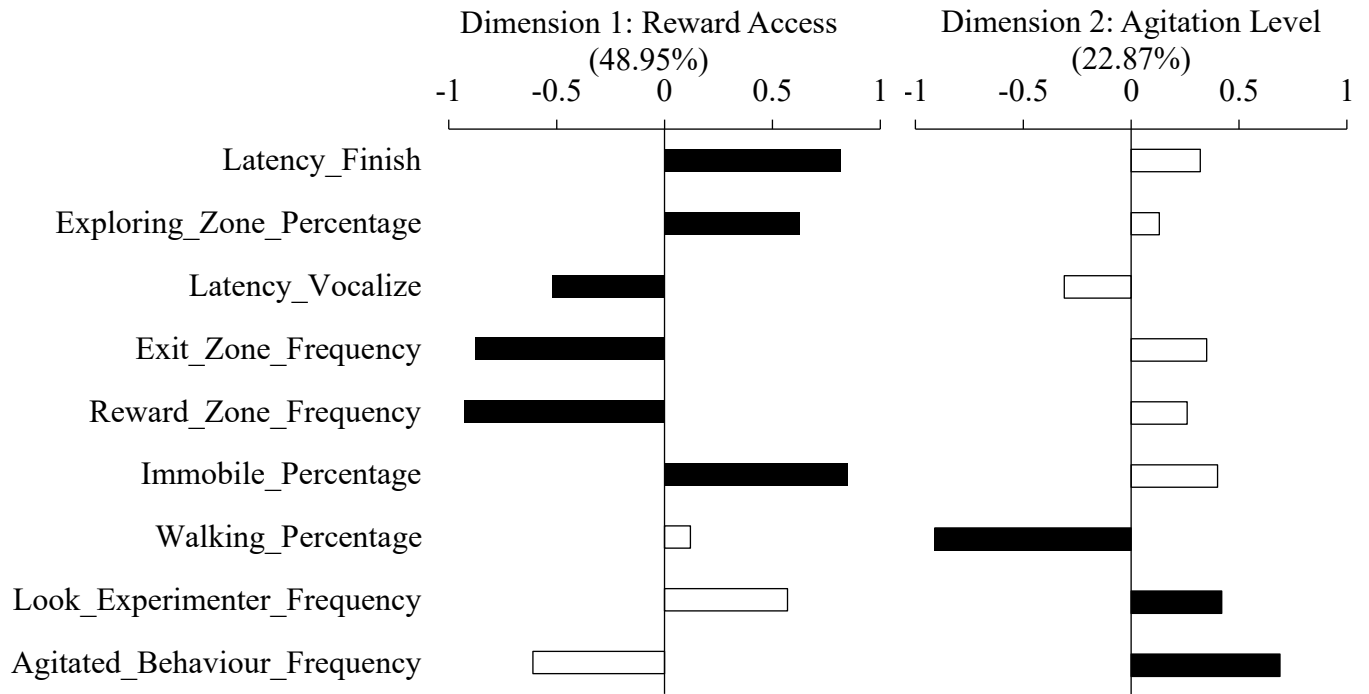 Dimension 1: Reward Access
(48.95%)
Dimension 2: Agitation Level
(22.87%)
-1 -0.5 0 0.5 1
-1 -0.5 0 0.5 1
Latency_Finish
Exploring_Zone_Percentage
Latency_Vocalize
Exit_Zone_Frequency
Reward_Zone_Frequency
Immobile_Percentage
Walking_Percentage
Look_Experimenter_Frequency
Agitated_Behaviour_Frequency